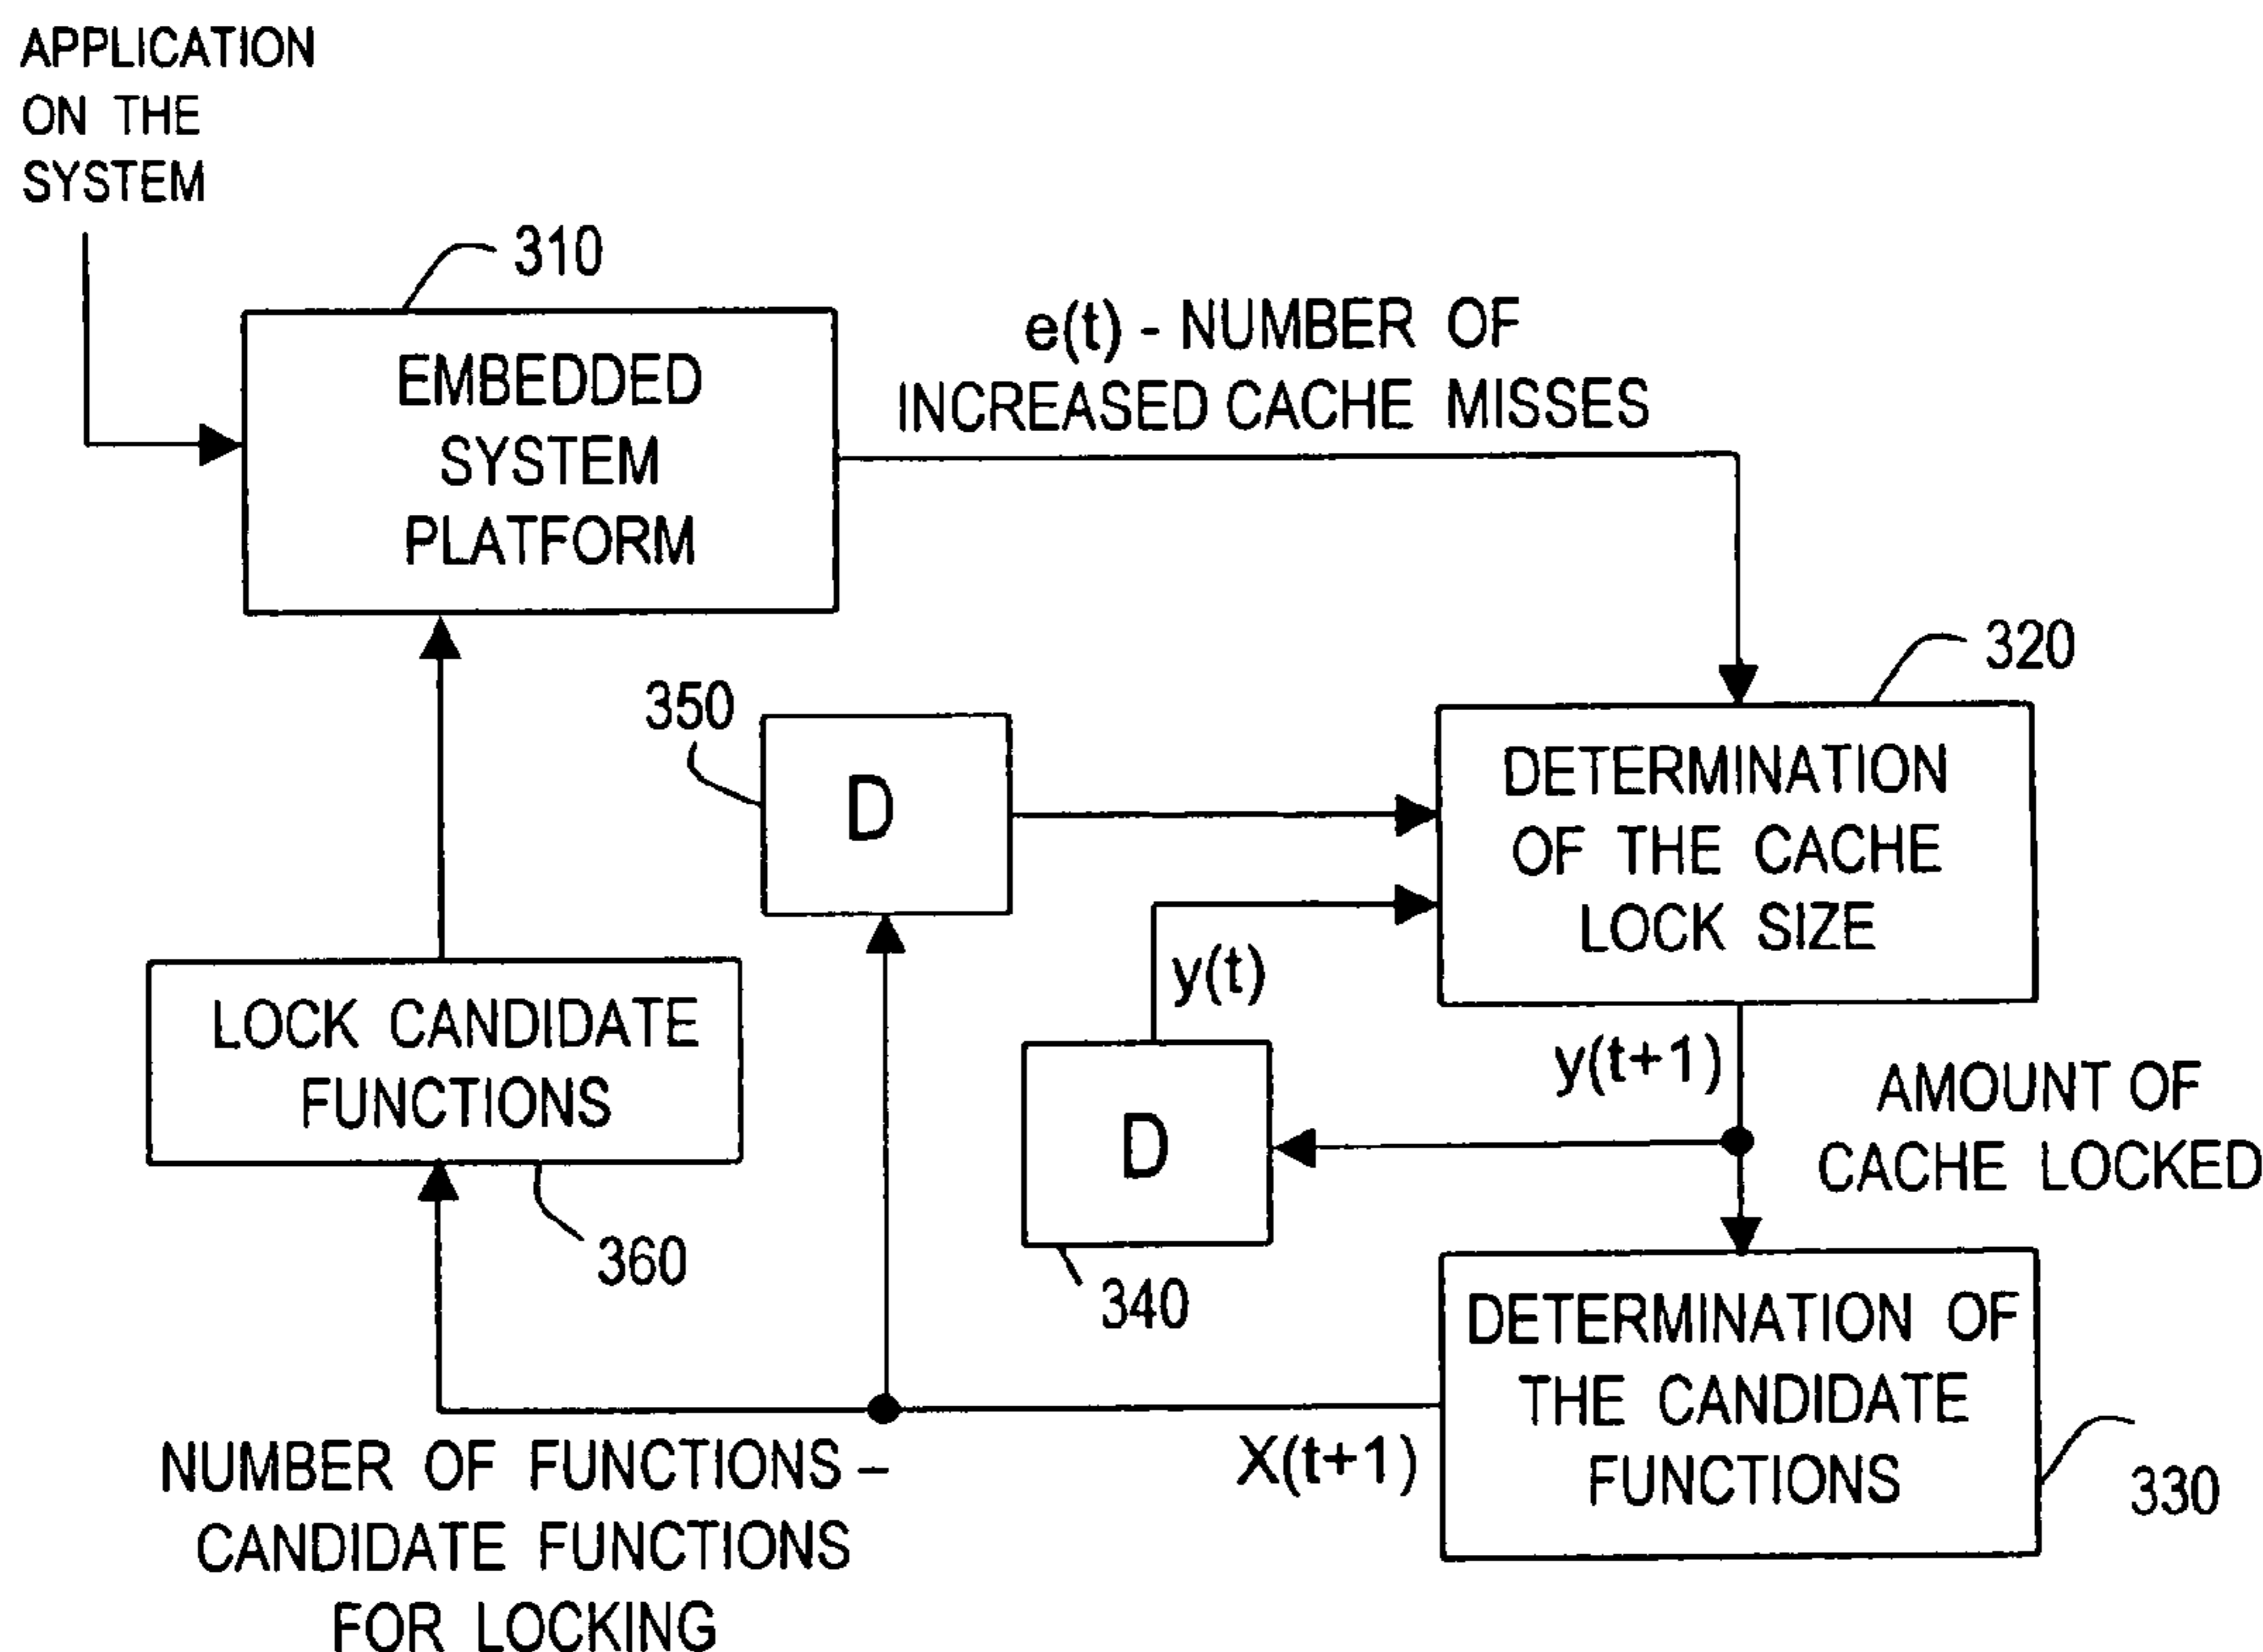 APPLICATION
ON THE
SYSTEM
310
EMBEDDED
SYSTEM
PLATFORM
e(t) - NUMBER OF
INCREASED CACHE MISSES
320
350
D
DETERMINATION
OF THE CACHE
LOCK SIZE
y(t)
LOCK CANDIDATE
FUNCTIONS
360
D
340
y(t+1)
AMOUNT OF
CACHE LOCKED
DETERMINATION OF
THE CANDIDATE
FUNCTIONS
330
X(t+1)
NUMBER OF FUNCTIONS –
CANDIDATE FUNCTIONS
FOR LOCKING